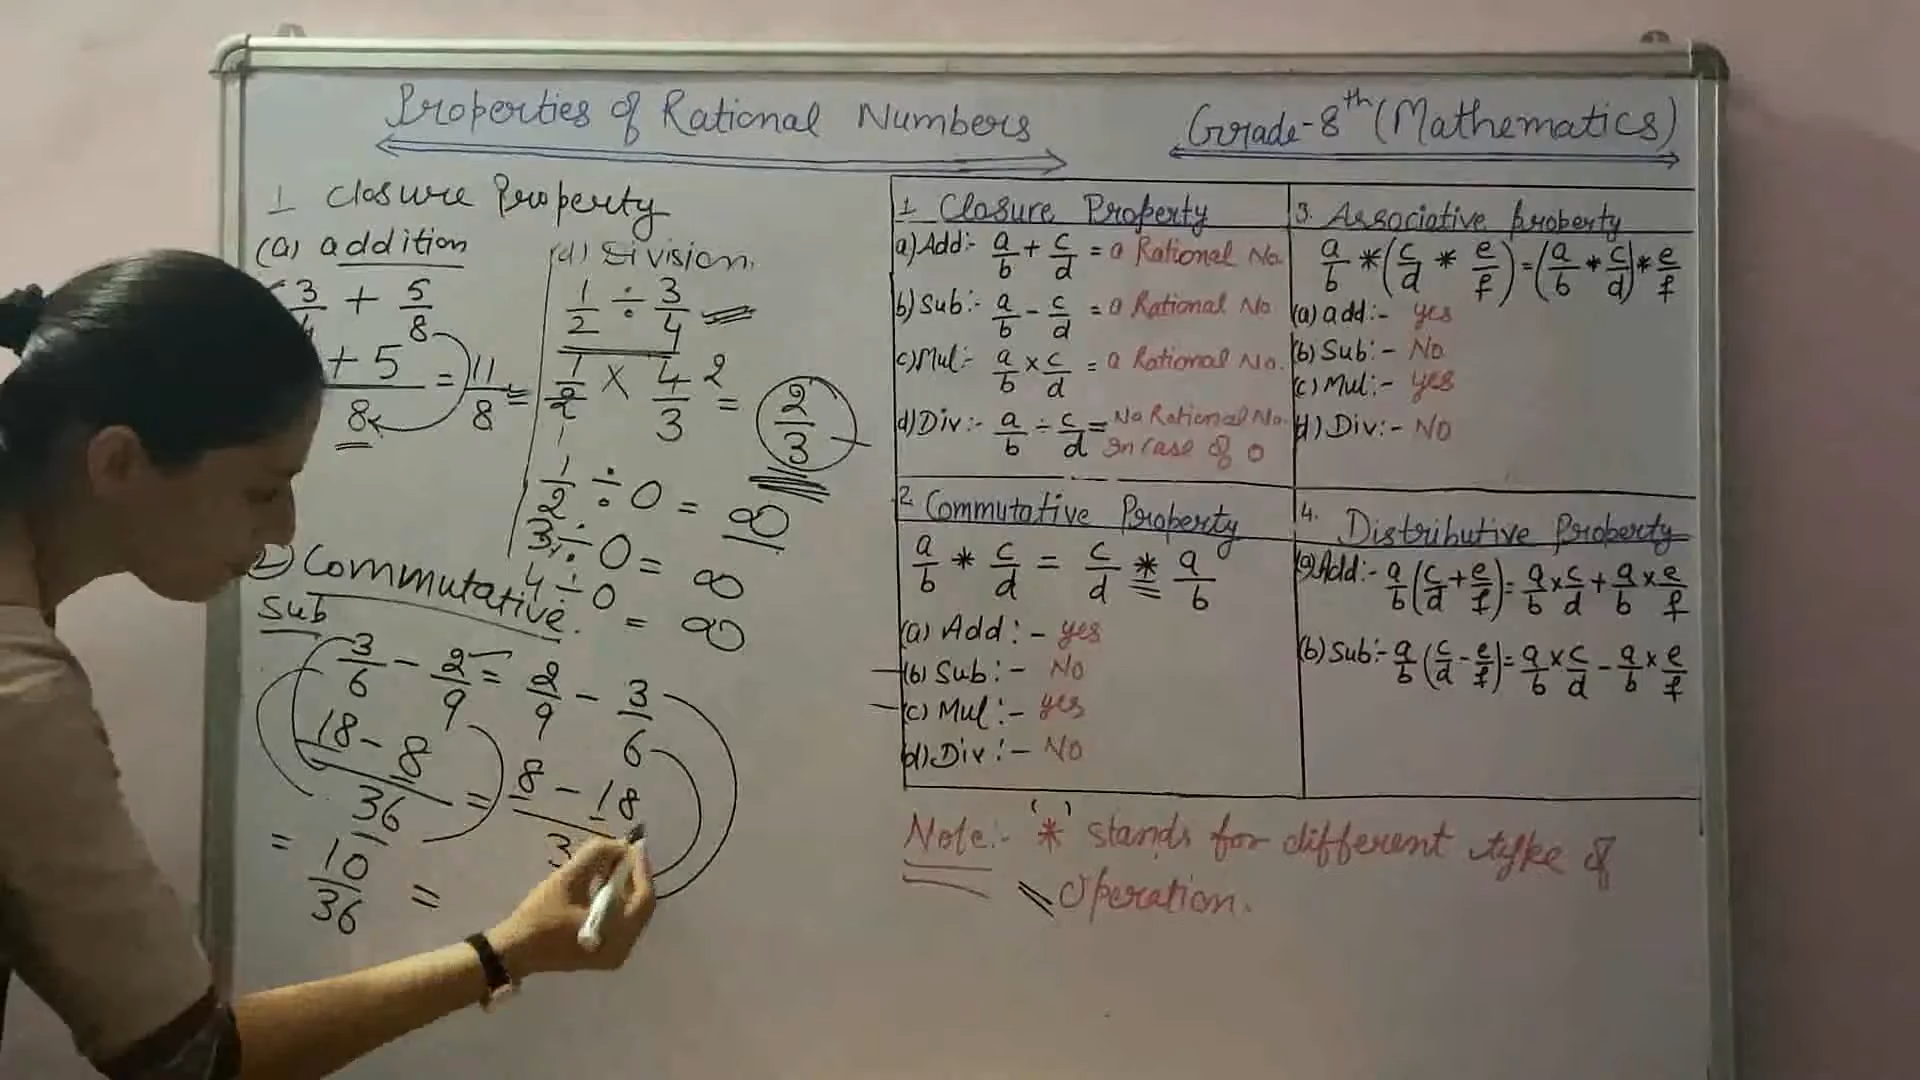 Properties of Rational Numbers
Grade-8th (Mathematics)
1 Closure Property
(a) addition
3 + 5/8
+ 5/8 = 11/8
(d) Division.
1/2 ÷ 3/4
1/2 × 4/3 2 = 2/3
1
1/2 ÷ 0 = ∞
3 ÷ 0 = ∞
4 ÷ 0 = ∞
2) Commutative.
Sub
3/6 - 2/9 = 2/9 - 3/6
18 - 8/36 = 8 - 18/3
= 10/36 =
1. Closure Property
a) Add:- a/b + c/d = a Rational No.
b) Sub:- a/b - c/d = a Rational No
c) Mul:- a/b × c/d = a Rational No.
d) Div:- a/b ÷ c/d = No Rational No.
In case of 0
2. Commutative Property
a/b * c/d = c/d * a/b
(a) Add:- yes
(b) Sub:- No
(c) Mul:- yes
(d) Div:- No
3. Associative property
a/b * (c/d * e/f) = (a/b * c/d) * e/f
(a) add:- yes
(b) Sub:- No
(c) Mul:- yes
(d) Div:- No
4. Distributive Property
(a) Add:- a/b (c/d + e/f) = a/b × c/d + a/b × e/f
(b) Sub:- a/b (c/d - e/f) = a/b × c/d - a/b × e/f
Note:- '*' stands for different type of
operation.